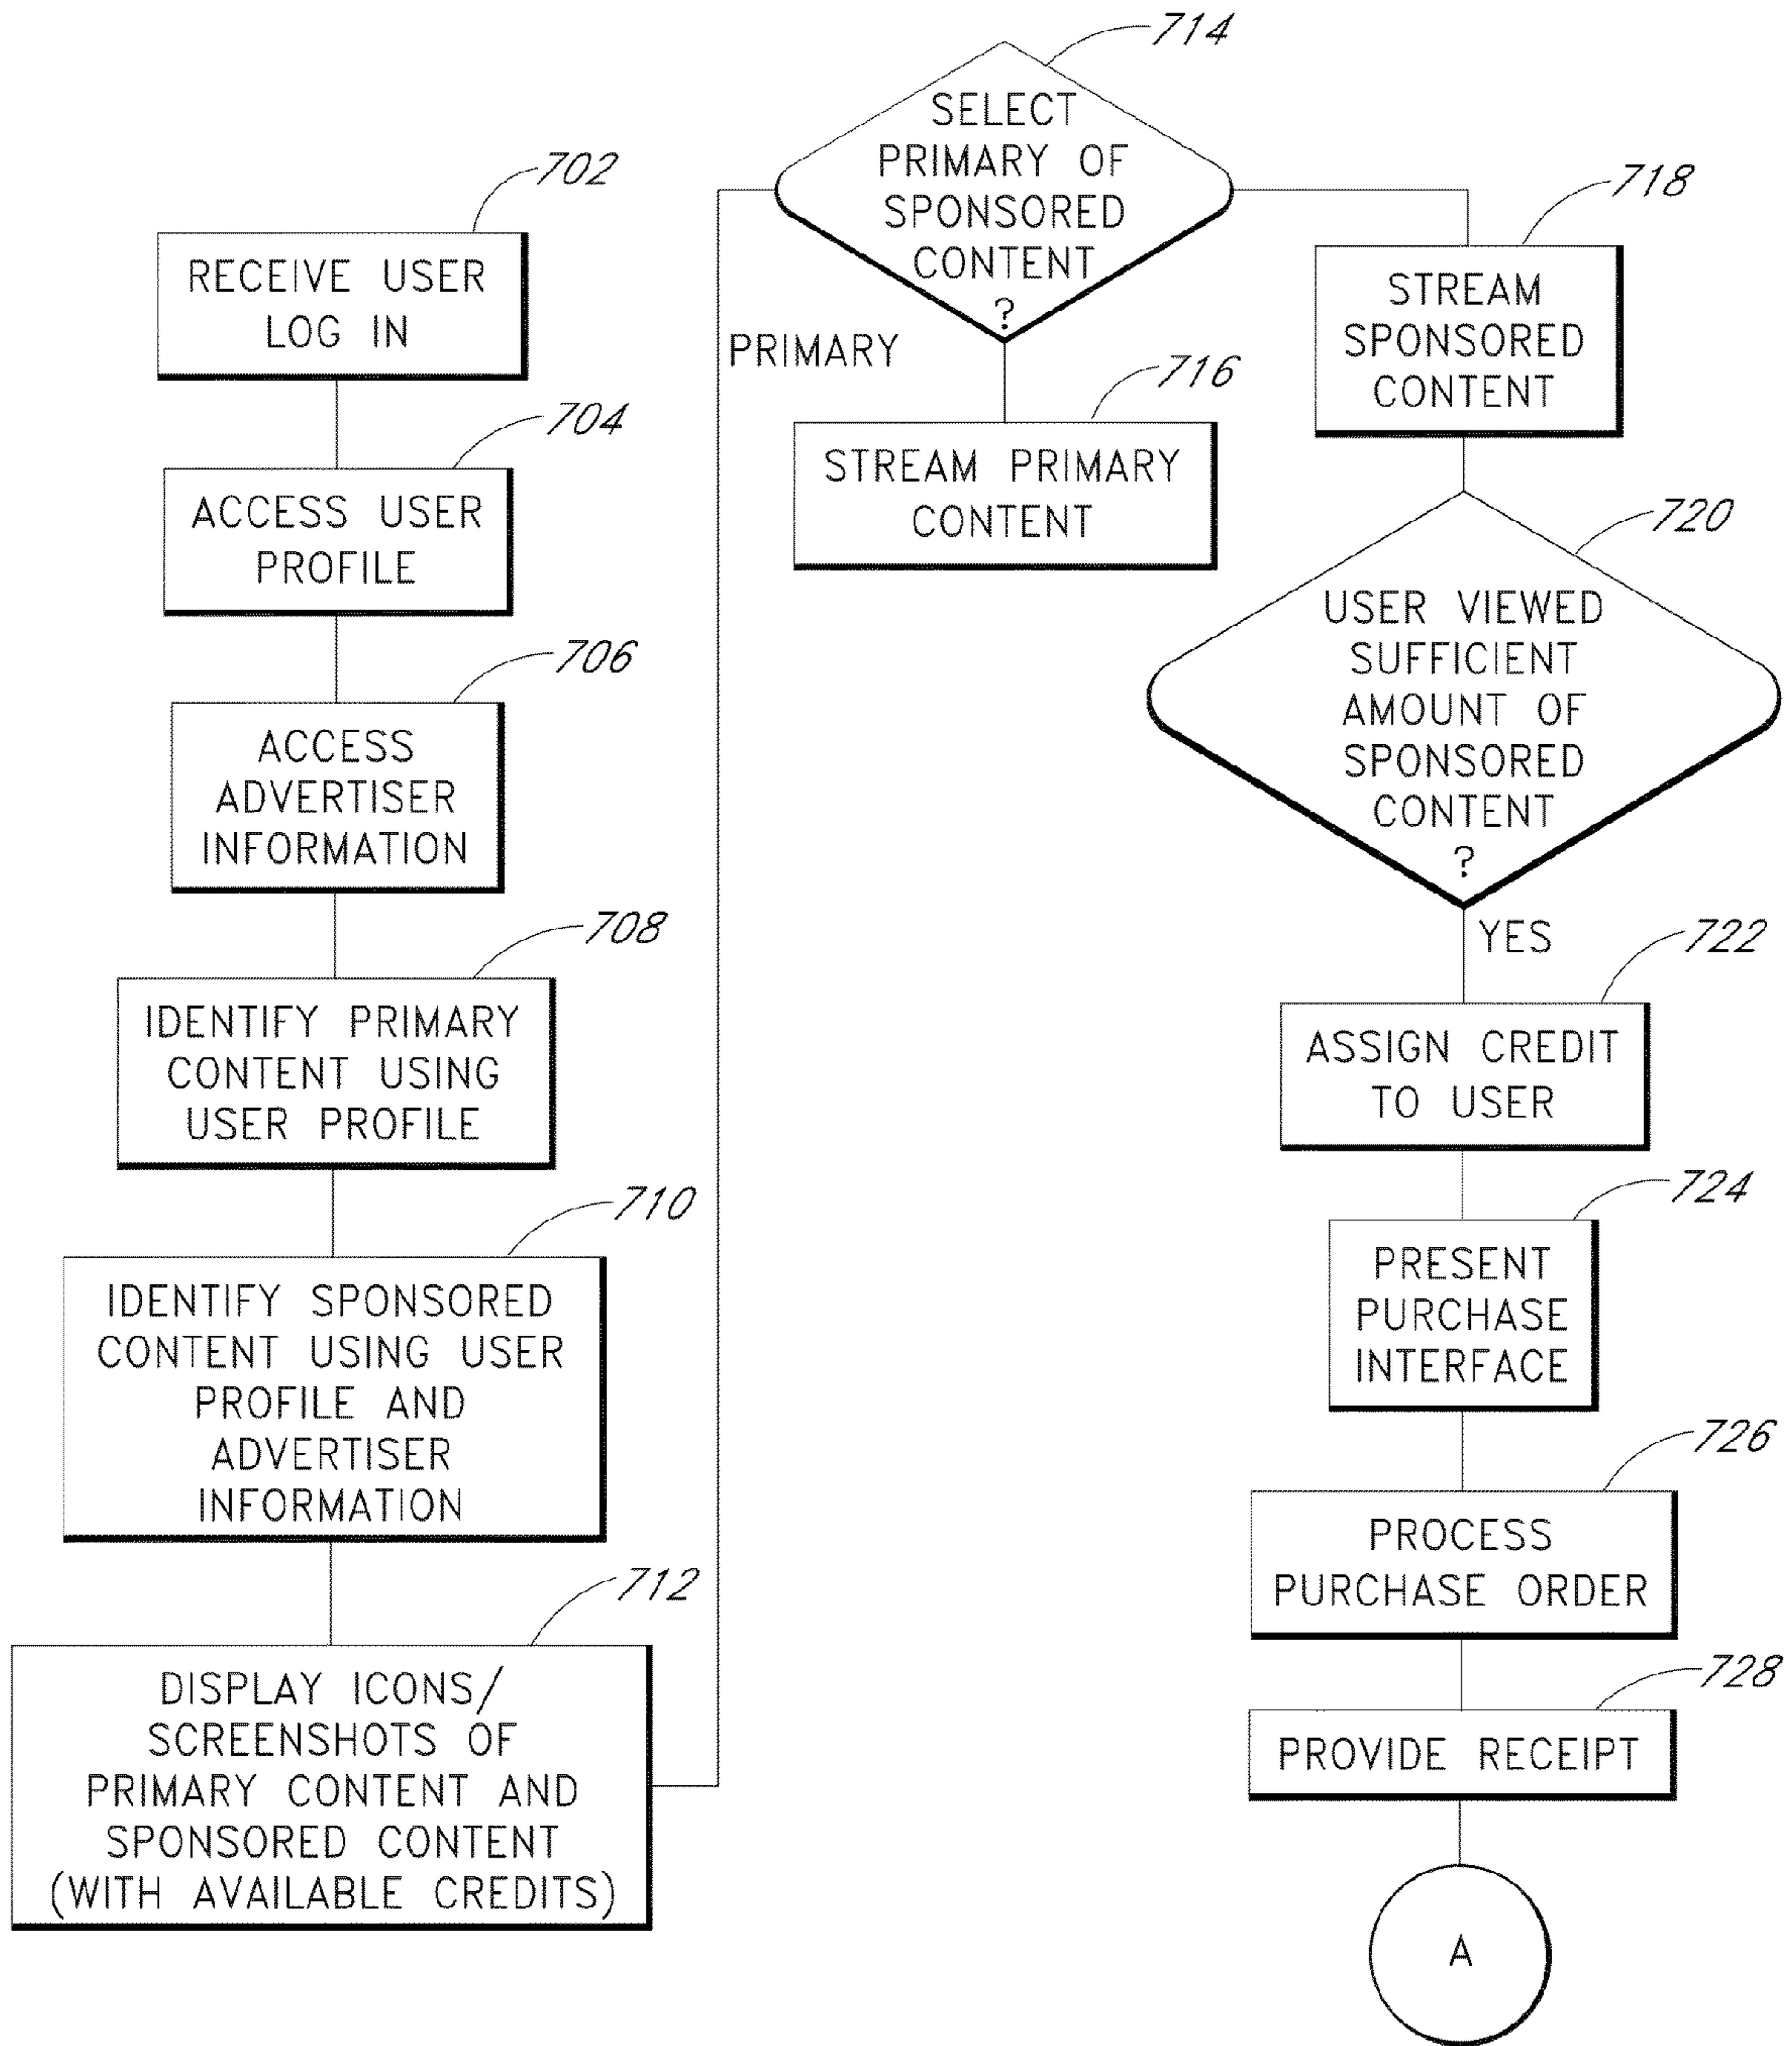 702
RECEIVE USER
LOG IN
704
ACCESS USER
PROFILE
706
ACCESS
ADVERTISER
INFORMATION
708
IDENTIFY PRIMARY
CONTENT USING
USER PROFILE
710
IDENTIFY SPONSORED
CONTENT USING USER
PROFILE AND
ADVERTISER
INFORMATION
712
DISPLAY ICONS/
SCREENSHOTS OF
PRIMARY CONTENT AND
SPONSORED CONTENT
(WITH AVAILABLE CREDITS)
714
SELECT
PRIMARY OF
SPONSORED
CONTENT
?
PRIMARY
716
STREAM PRIMARY
CONTENT
718
STREAM
SPONSORED
CONTENT
720
USER VIEWED
SUFFICIENT
AMOUNT OF
SPONSORED
CONTENT
?
YES
722
ASSIGN CREDIT
TO USER
724
PRESENT
PURCHASE
INTERFACE
726
PROCESS
PURCHASE ORDER
728
PROVIDE RECEIPT
A